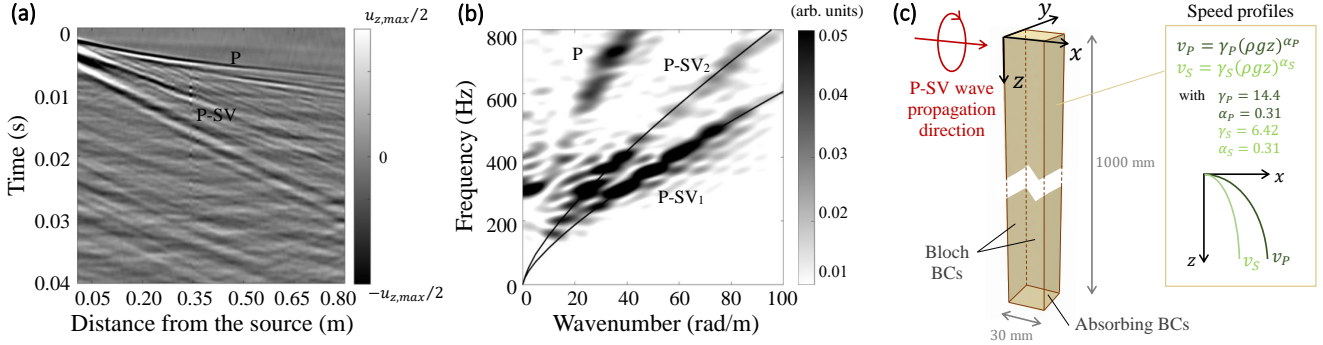 (a)
u_{z,max}/2
0
0.01
0.02
0.03
0.04
Time (s)
P
P-SV
0
−u_{z,max}/2
0.05 0.20 0.35 0.50 0.65 0.80
Distance from the source (m)
(b)
(arb. units)
800
600
400
200
0
Frequency (Hz)
P
P-SV₂
P-SV₁
0.05
0.04
0.03
0.02
0.01
0 20 40 60 80 100
Wavenumber (rad/m)
(c)
y
x
z
P-SV wave
propagation
direction
1000 mm
Bloch
BCs
30 mm
Absorbing BCs
Speed profiles
v_P = γ_P(ρgz)^{α_P}
v_S = γ_S(ρgz)^{α_S}
with γ_P = 14.4
α_P = 0.31
γ_S = 6.42
α_S = 0.31
x
z
v_S
v_P